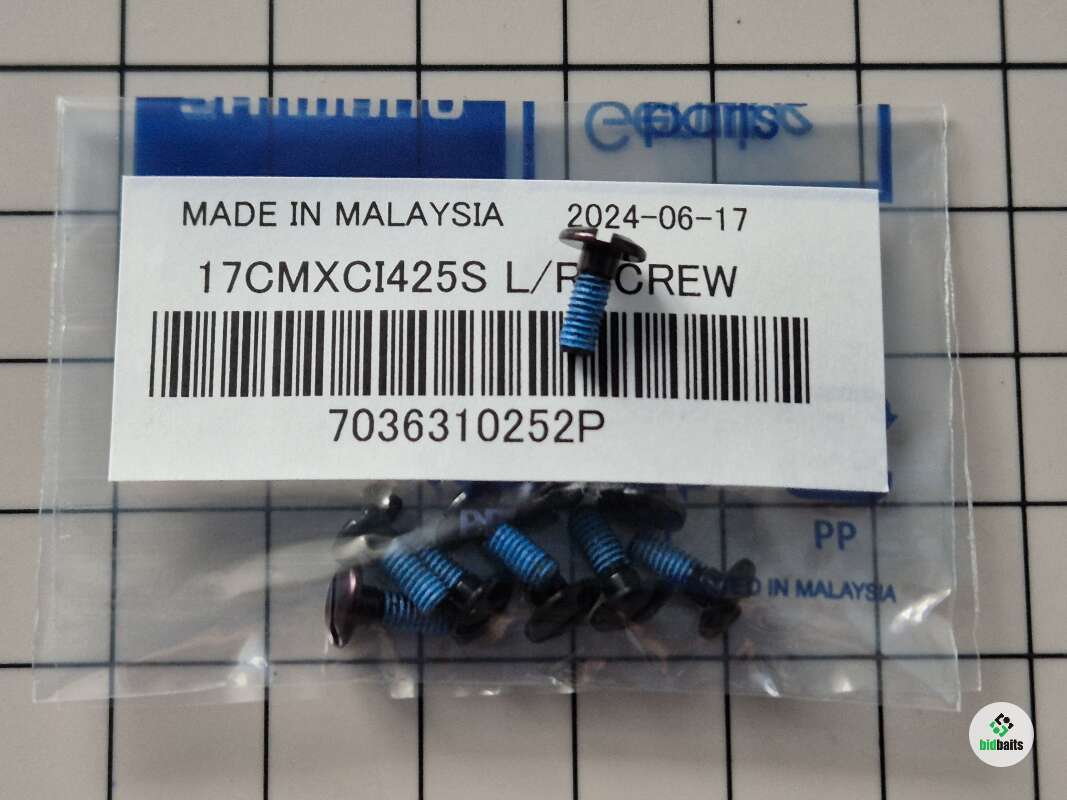 MADE IN MALAYSIA 2024-06-17
17CMXCI425S L/R CREW
7036310252P
PP
IN MALAYSIA
bidbaits